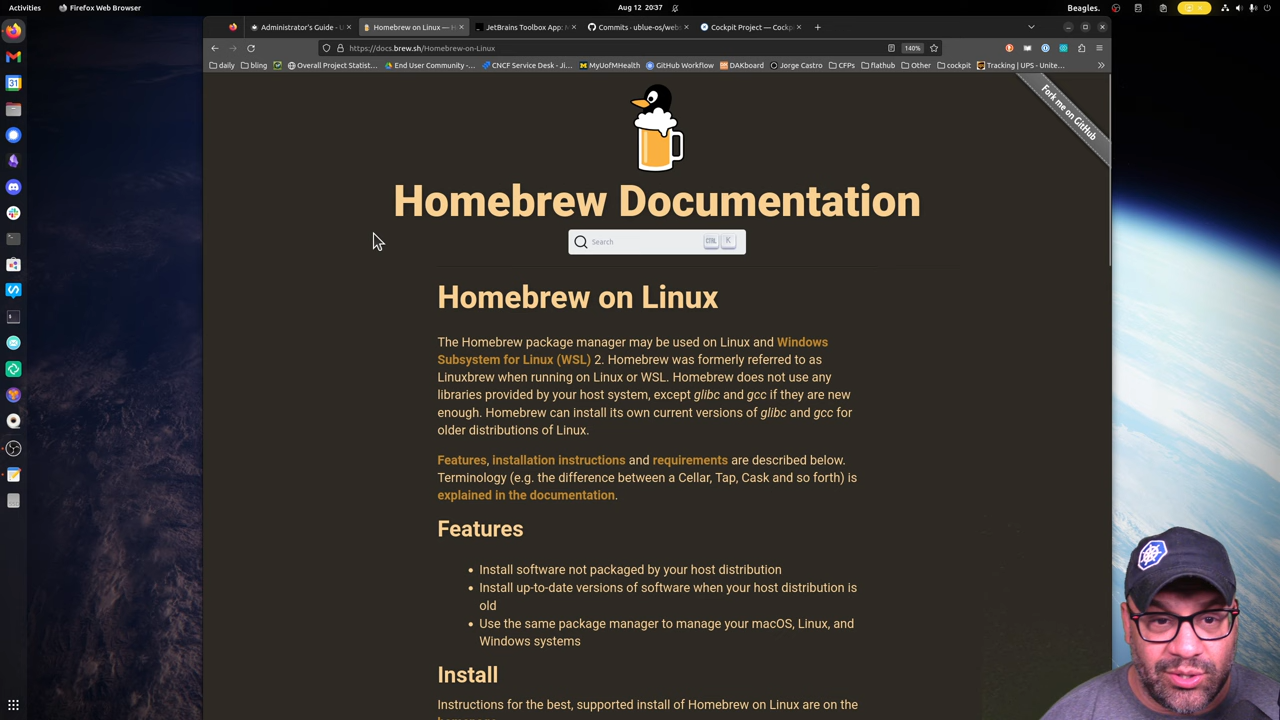 Activities
Firefox Web Browser
Aug 12 20:37
Beagles.
Administrator's Guide - U
Homebrew on Linux — H
JetBrains Toolbox App: M
Commits · ublue-os/web
Cockpit Project — Cockp
https://docs.brew.sh/Homebrew-on-Linux
140%
daily
bling
Overall Project Statist…
End User Community -…
CNCF Service Desk - Ji…
MyUofMHealth
GitHub Workflow
DAKboard
Jorge Castro
CFPs
flathub
Other
cockpit
Tracking | UPS - Unite…
Fork me on GitHub
Homebrew Documentation
Search
CTRL K
Homebrew on Linux
The Homebrew package manager may be used on Linux and Windows
Subsystem for Linux (WSL) 2. Homebrew was formerly referred to as
Linuxbrew when running on Linux or WSL. Homebrew does not use any
libraries provided by your host system, except glibc and gcc if they are new
enough. Homebrew can install its own current versions of glibc and gcc for
older distributions of Linux.
Features, installation instructions and requirements are described below.
Terminology (e.g. the difference between a Cellar, Tap, Cask and so forth) is
explained in the documentation.
Features
• Install software not packaged by your host distribution
• Install up-to-date versions of software when your host distribution is
old
• Use the same package manager to manage your macOS, Linux, and
Windows systems
Install
Instructions for the best, supported install of Homebrew on Linux are on the